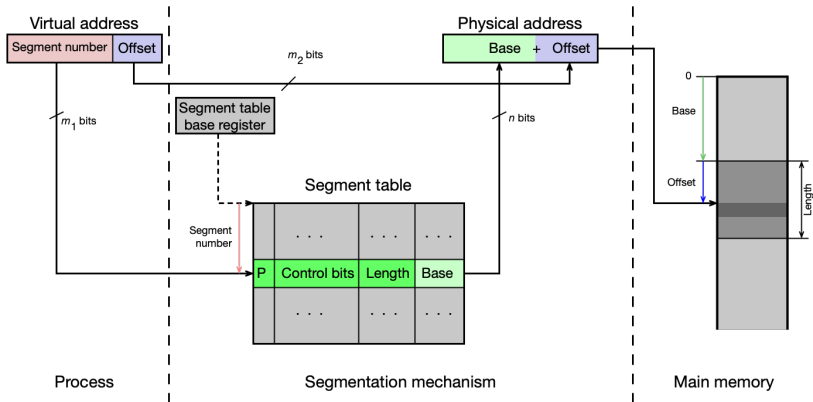 Virtual address
Physical address
Segment number Offset
Base + Offset
m2 bits
0
Segment table
base register
Base
m1 bits
n bits
Segment table
Offset
Length
. . . . . . . . .
Segment
number
P Control bits Length Base
. . . . . . . . .
Process
Segmentation mechanism
Main memory